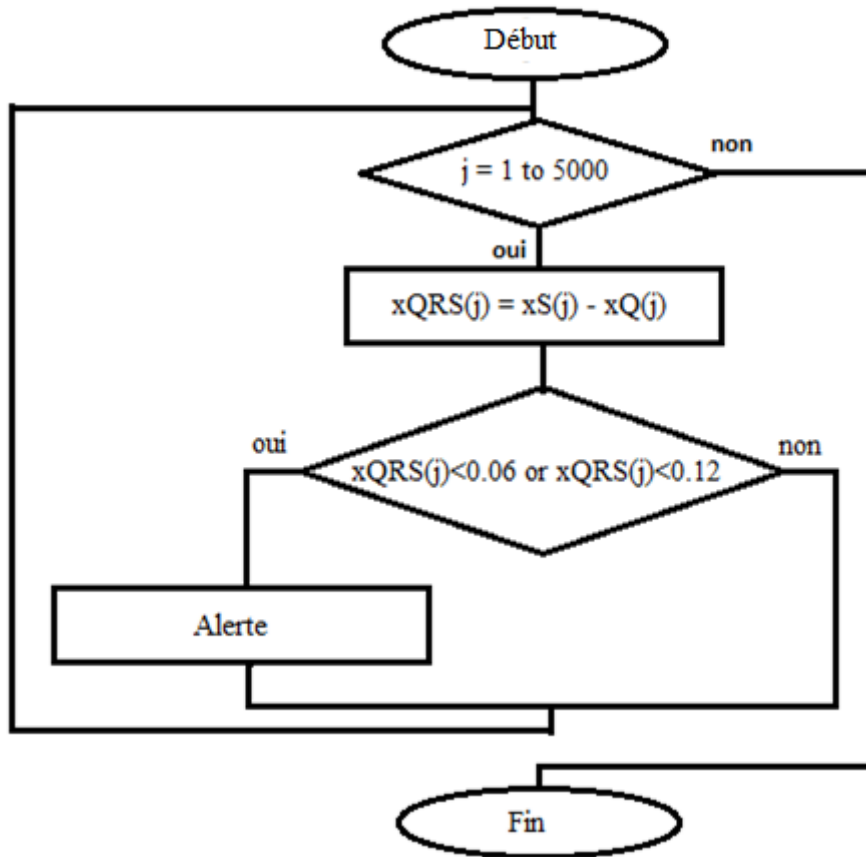 Début
non
j = 1 to 5000
oui
xQRS(j) = xS(j) - xQ(j)
oui
non
xQRS(j)<0.06 or xQRS(j)<0.12
Alerte
Fin